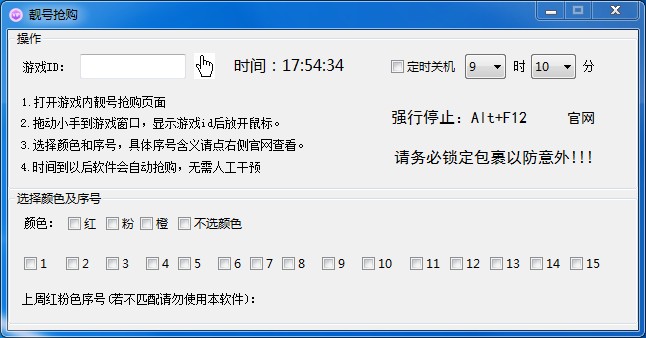 靓号抢购
操作
游戏ID: 时间：17:54:34 定时关机 9 时 10 分
1.打开游戏内靓号抢购页面
2.拖动小手到游戏窗口，显示游戏id后放开鼠标。
3.选择颜色和序号，具体序号含义请点右侧官网查看。
4.时间到以后软件会自动抢购，无需人工干预
强行停止：Alt+F12 官网
请务必锁定包裹以防意外!!!
选择颜色及序号
颜色: 红 粉 橙 不选颜色
1 2 3 4 5 6 7 8 9 10 11 12 13 14 15
上周红粉色序号(若不匹配请勿使用本软件):